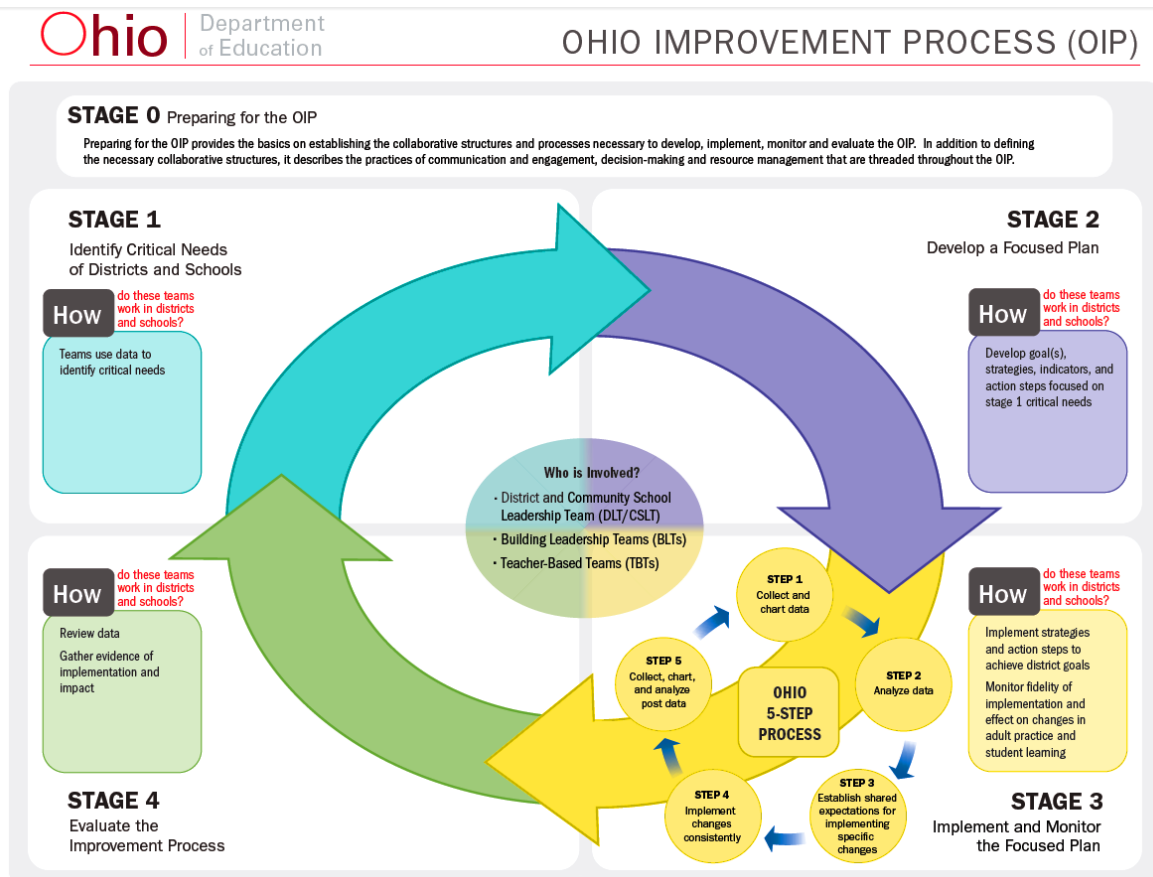 Ohio
Department
of Education
OHIO IMPROVEMENT PROCESS (OIP)
STAGE 0 Preparing for the OIP
Preparing for the OIP provides the basics on establishing the collaborative structures and processes necessary to develop, implement, monitor and evaluate the OIP. In addition to defining
the necessary collaborative structures, it describes the practices of communication and engagement, decision-making and resource management that are threaded throughout the OIP.
STAGE 1
Identify Critical Needs
of Districts and Schools
How
do these teams
work in districts
and schools?
Teams use data to
identify critical needs
STAGE 2
Develop a Focused Plan
How
do these teams
work in districts
and schools?
Develop goal(s),
strategies, indicators, and
action steps focused on
stage 1 critical needs
Who is Involved?
· District and Community School
Leadership Team (DLT/CSLT)
· Building Leadership Teams (BLTs)
· Teacher-Based Teams (TBTs)
How
do these teams
work in districts
and schools?
Implement strategies
and action steps to
achieve district goals
Monitor fidelity of
implementation and
effect on changes in
adult practice and
student learning
STAGE 3
Implement and Monitor
the Focused Plan
OHIO
5-STEP
PROCESS
STEP 1
Collect and
chart data
STEP 2
Analyze data
STEP 3
Establish shared
expectations for
implementing
specific
changes
STEP 4
Implement
changes
consistently
STEP 5
Collect, chart,
and analyze
post data
How
do these teams
work in districts
and schools?
Review data
Gather evidence of
implementation and
impact
STAGE 4
Evaluate the
Improvement Process